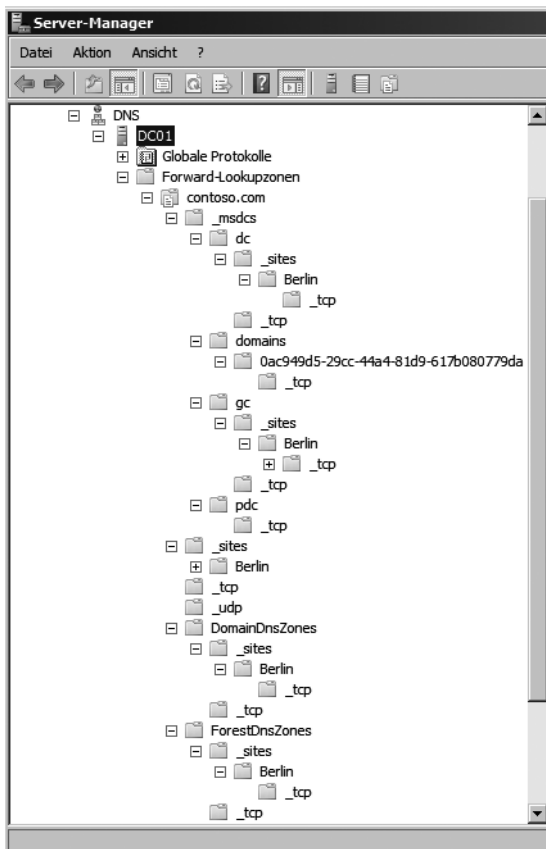 Server-Manager
Datei Aktion Ansicht ?
DNS
DC01
Globale Protokolle
Forward-Lookupzonen
contoso.com
_msdcs
dc
_sites
Berlin
_tcp
_tcp
domains
0ac949d5-29cc-44a4-81d9-617b080779da
_tcp
gc
_sites
Berlin
_tcp
_tcp
pdc
_tcp
_sites
Berlin
_tcp
_udp
DomainDnsZones
_sites
Berlin
_tcp
_tcp
ForestDnsZones
_sites
Berlin
_tcp
_tcp